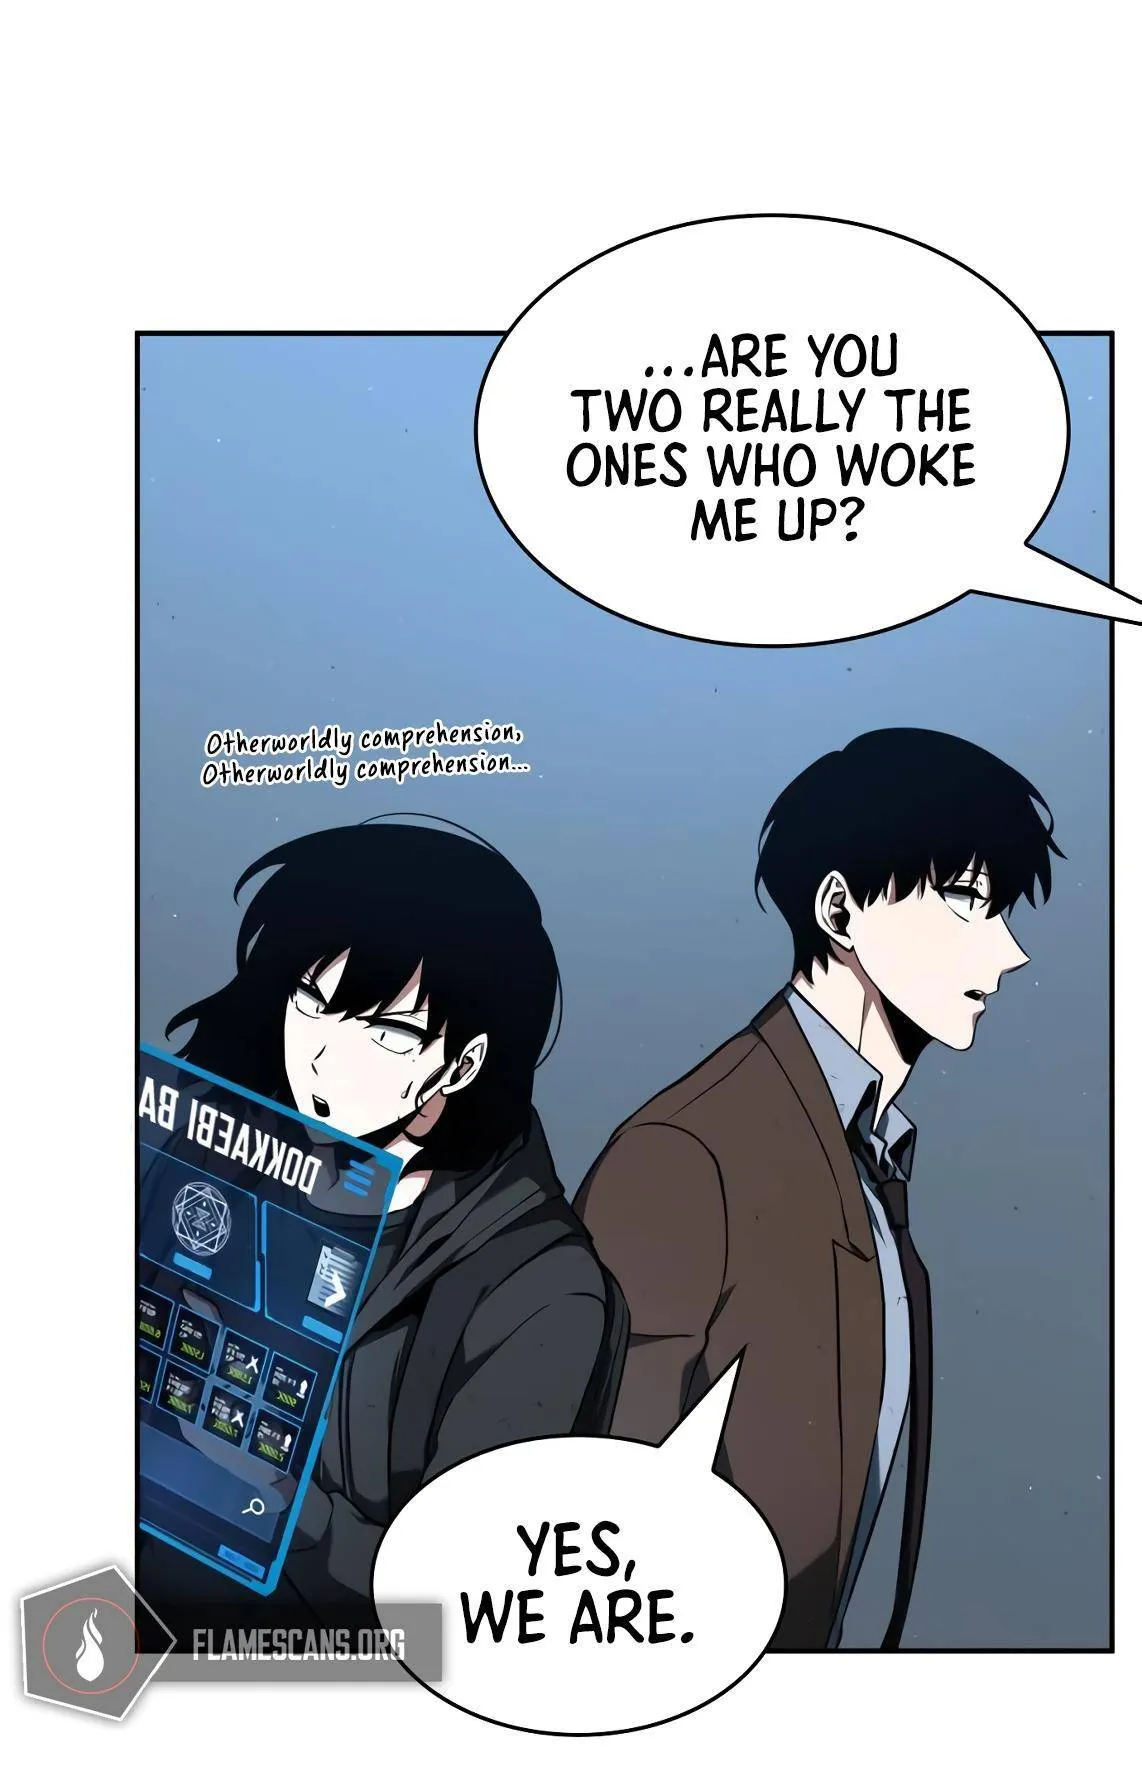 ...ARE YOU
TWO REALLY THE
ONES WHO WOKE
ME UP?
Otherworldly comprehension,
Otherworldly comprehension...
DOKKAEBI BA
YES,
WE ARE.
FLAMESCANS.ORG